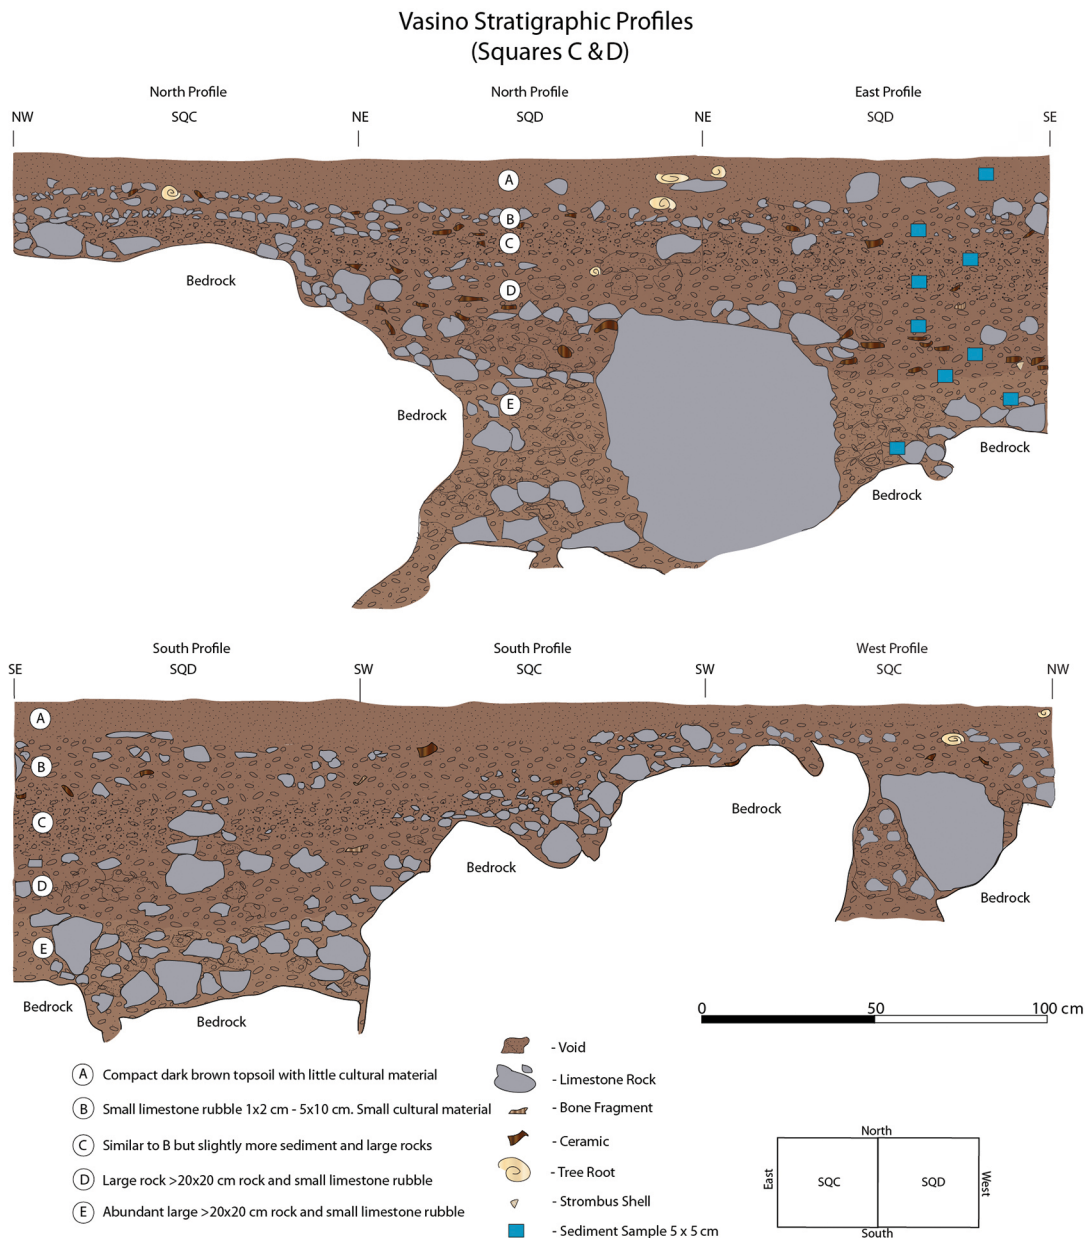 Vasino Stratigraphic Profiles
(Squares C & D)
North Profile North Profile East Profile
NW SQC NE SQD NE SQD SE
A
B
C
D
Bedrock
E
Bedrock
Bedrock
Bedrock
South Profile South Profile West Profile
SE SQD SW SQC SW SQC NW
A
B
C
D
E
Bedrock
Bedrock
Bedrock
Bedrock
Bedrock
0 50 100 cm
A Compact dark brown topsoil with little cultural material
B Small limestone rubble 1x2 cm - 5x10 cm. Small cultural material
C Similar to B but slightly more sediment and large rocks
D Large rock >20x20 cm rock and small limestone rubble
E Abundant large >20x20 cm rock and small limestone rubble
- Void
- Limestone Rock
- Bone Fragment
- Ceramic
- Tree Root
- Strombus Shell
- Sediment Sample 5 x 5 cm
North
East SQC SQD West
South